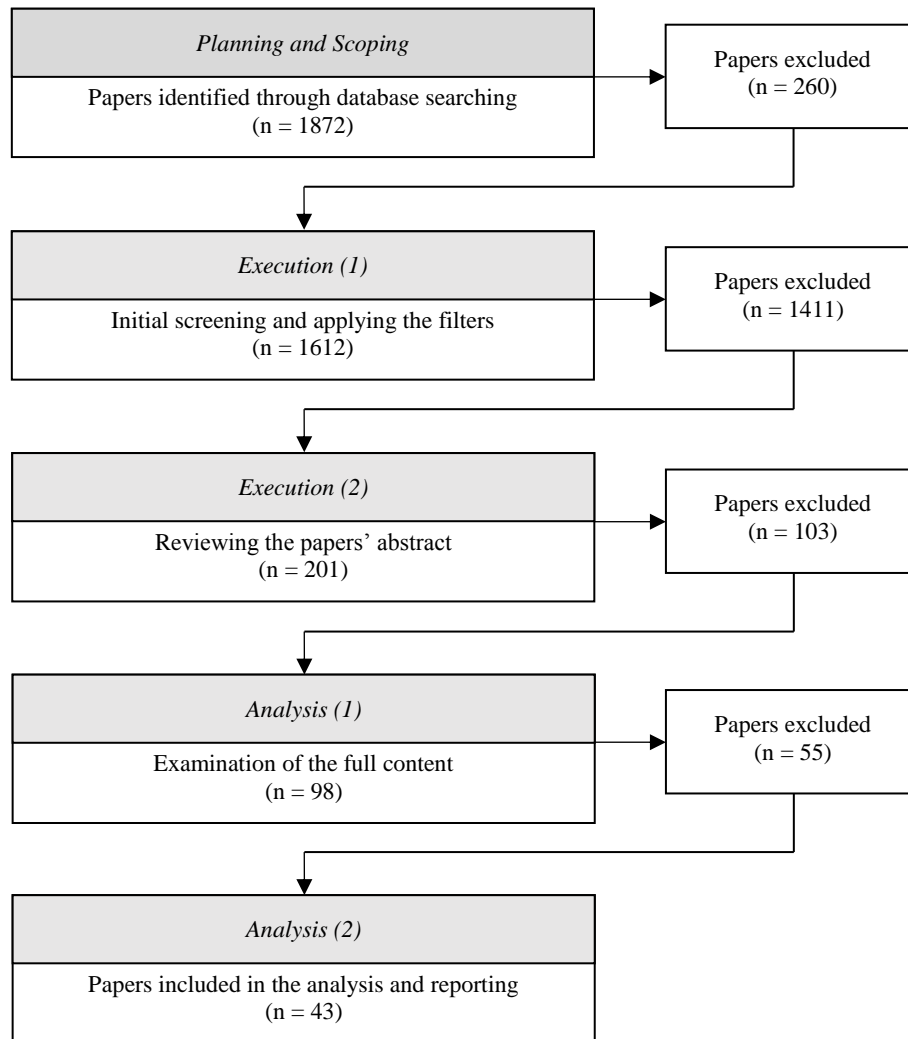 Planning and Scoping
Papers identified through database searching
(n = 1872)
Papers excluded
(n = 260)
Execution (1)
Initial screening and applying the filters
(n = 1612)
Papers excluded
(n = 1411)
Execution (2)
Reviewing the papers’ abstract
(n = 201)
Papers excluded
(n = 103)
Analysis (1)
Examination of the full content
(n = 98)
Papers excluded
(n = 55)
Analysis (2)
Papers included in the analysis and reporting
(n = 43)